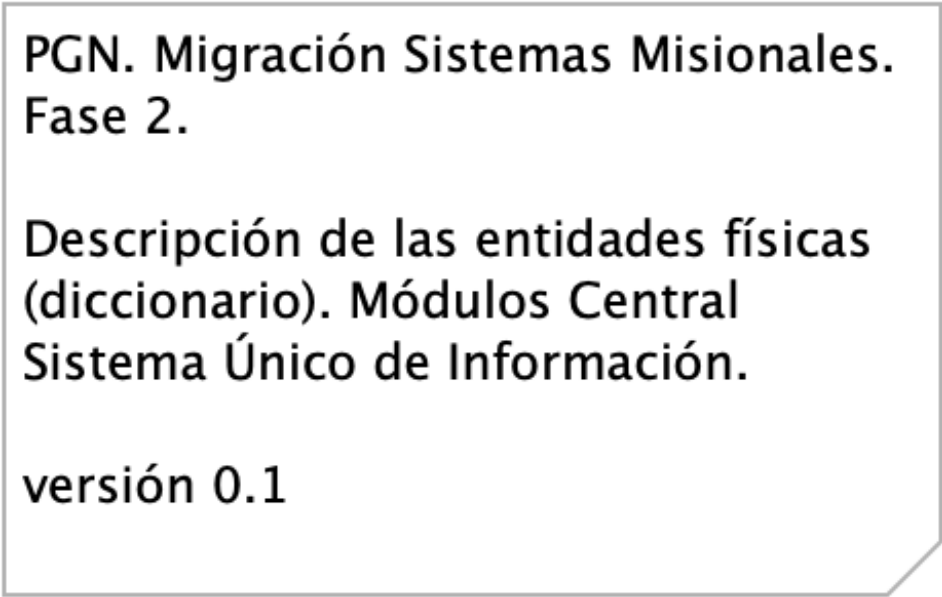 PGN. Migración Sistemas Misionales.
Fase 2.
Descripción de las entidades físicas
(diccionario). Módulos Central
Sistema Único de Información.
versión 0.1